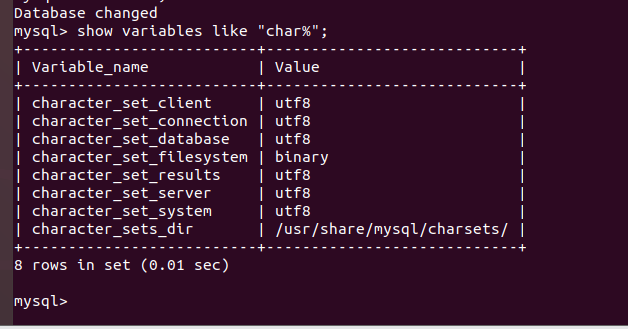 Database changed
mysql> show variables like "char%";
+--------------------------+----------------------------+
| Variable_name            | Value                      |
+--------------------------+----------------------------+
| character_set_client     | utf8                       |
| character_set_connection | utf8                       |
| character_set_database   | utf8                       |
| character_set_filesystem | binary                     |
| character_set_results    | utf8                       |
| character_set_server     | utf8                       |
| character_set_system     | utf8                       |
| character_sets_dir       | /usr/share/mysql/charsets/ |
+--------------------------+----------------------------+
8 rows in set (0.01 sec)
mysql>